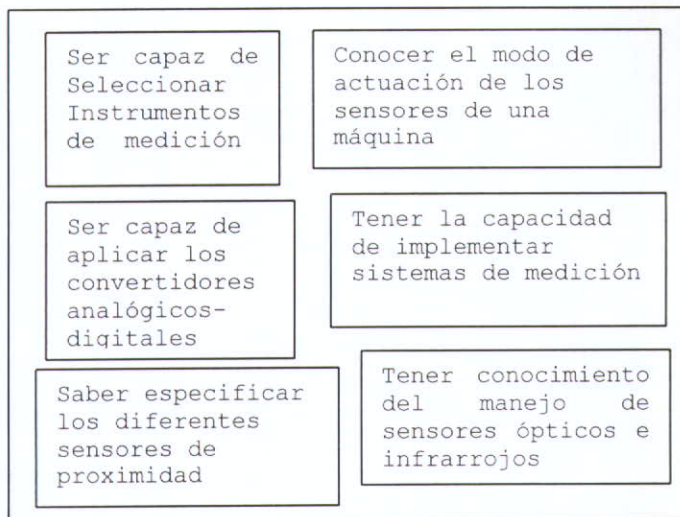 Ser capaz de
Seleccionar
Instrumentos
de medición
Conocer el modo de
actuación de los
sensores de una
máquina
Ser capaz de
aplicar los
convertidores
analógicos-
digitales
Tener la capacidad
de implementar
sistemas de medición
Saber especificar
los diferentes
sensores de
proximidad
Tener conocimiento
del manejo de
sensores ópticos e
infrarrojos